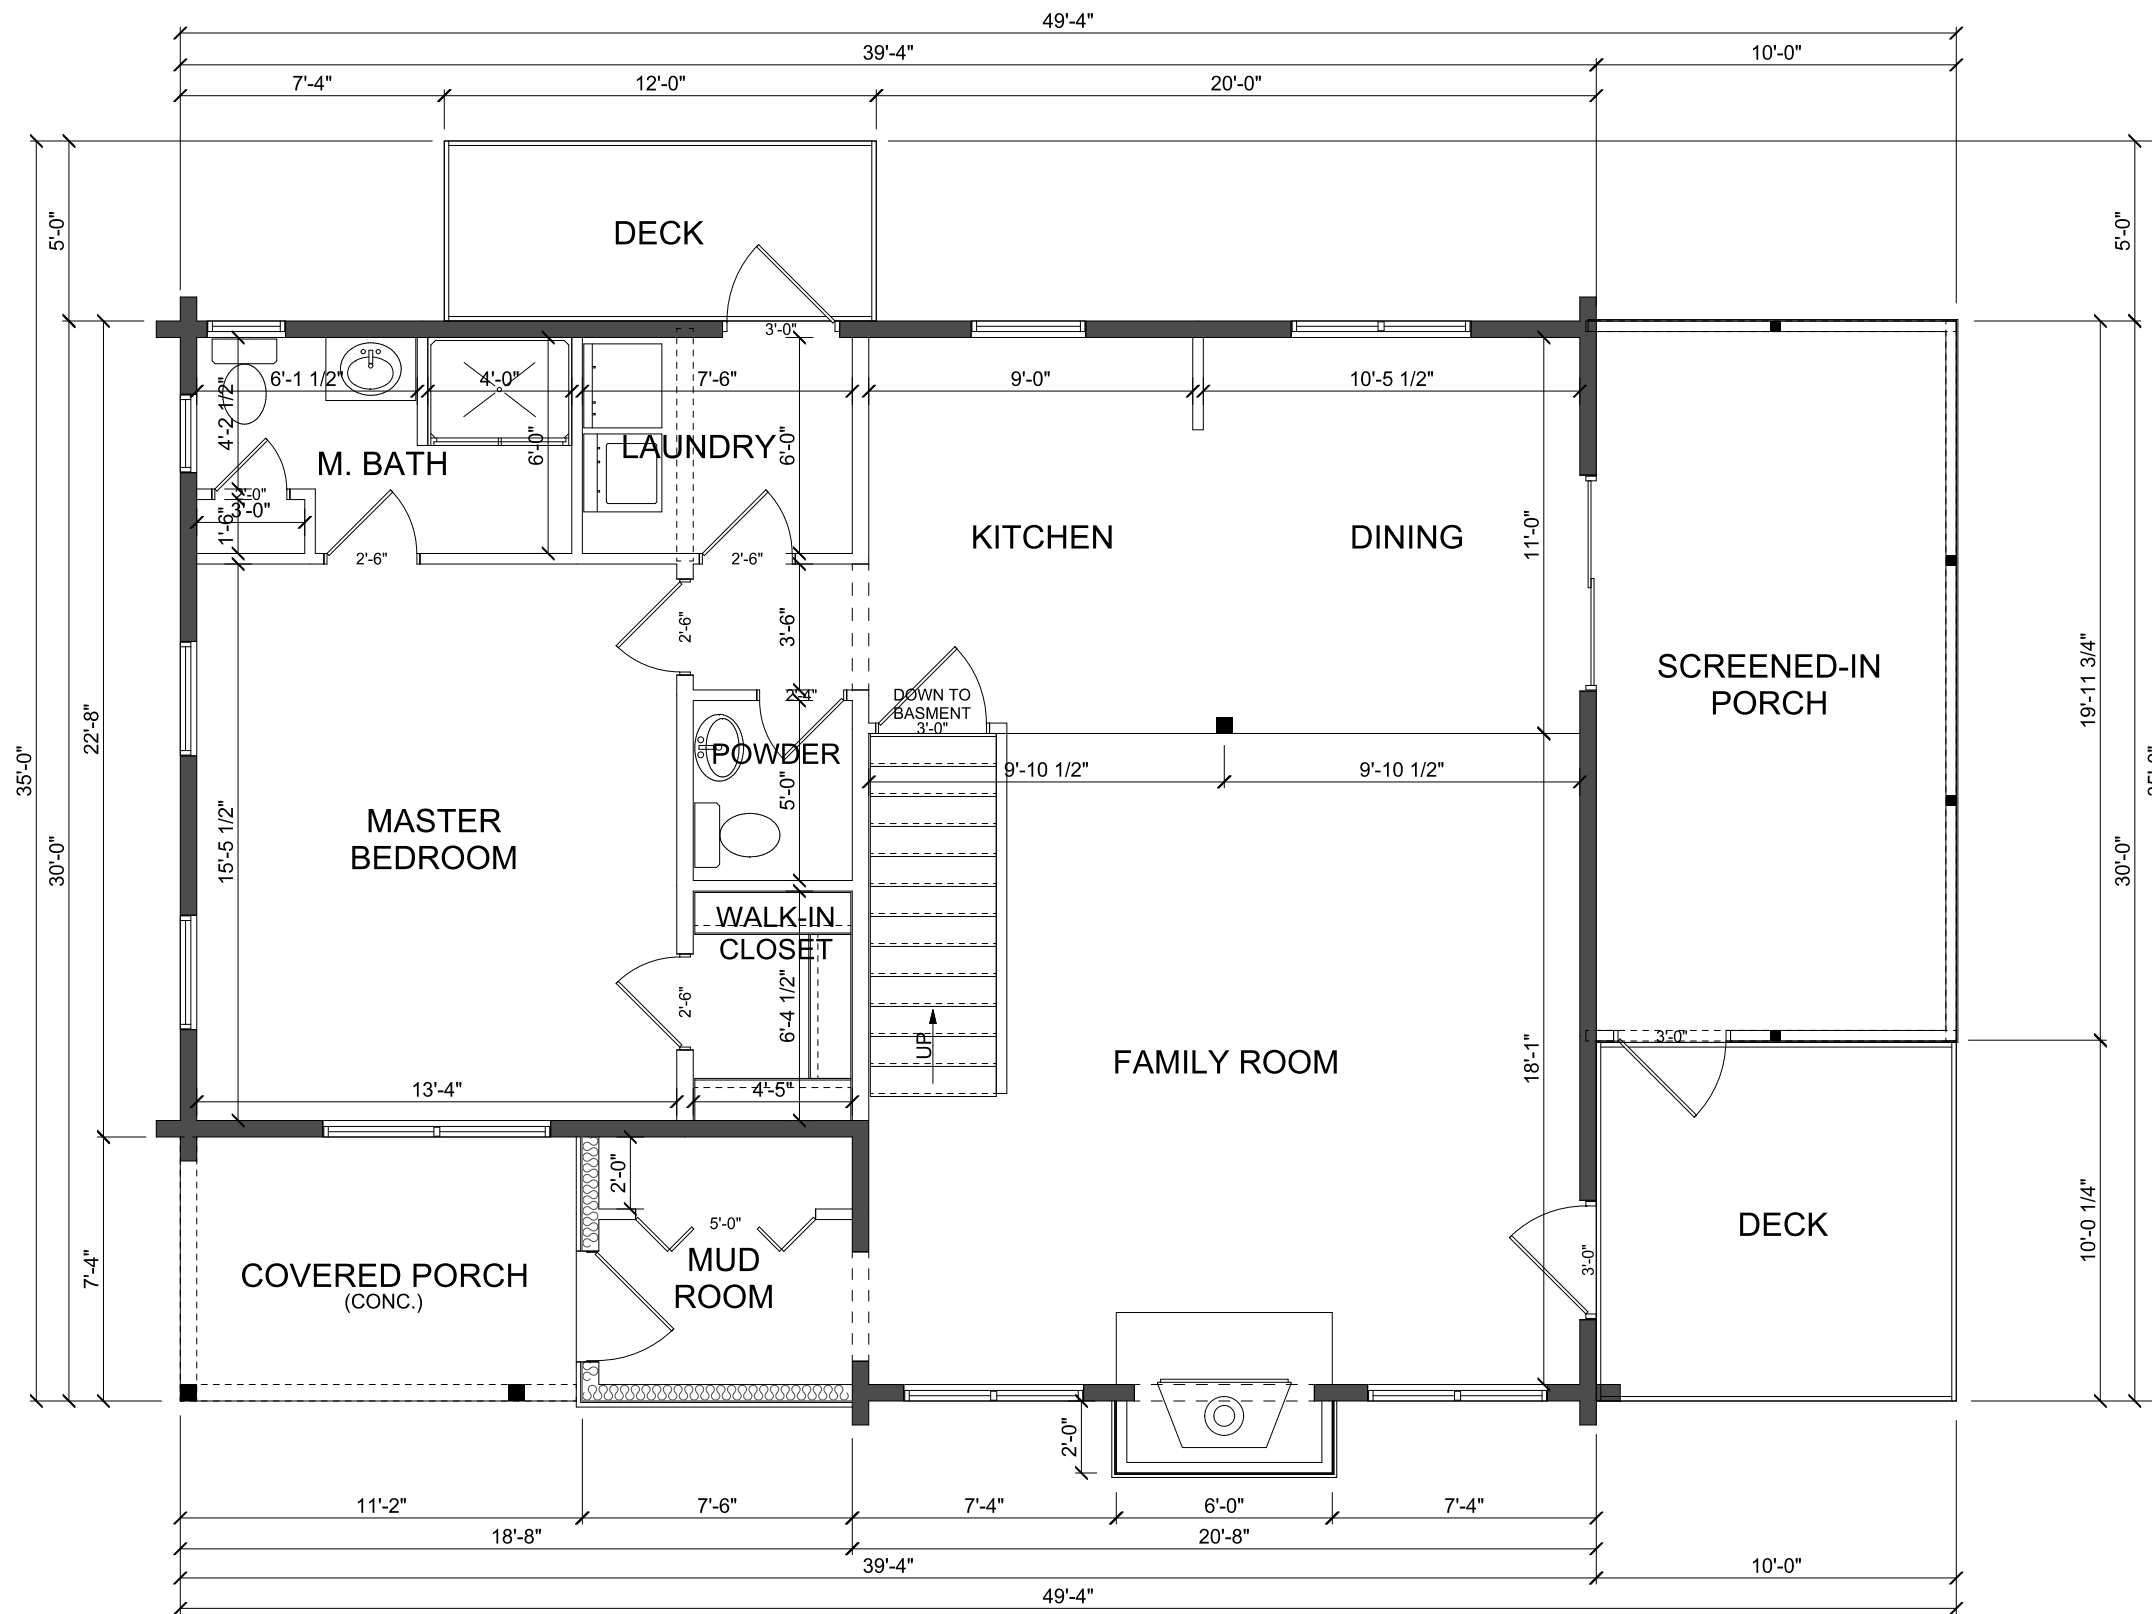 49'-4"
39'-4"
10'-0"
7'-4"
12'-0"
20'-0"
5'-0"
DECK
5'-0"
3'-0"
6'-1 1/2"
4'-0"
7'-6"
9'-0"
10'-5 1/2"
4'-2 1/2"
6'-0"
LAUNDRY
6'-0"
M. BATH
3'-0"
1'-6"
2'-6"
2'-6"
KITCHEN
DINING
11'-0"
2'-6"
3'-6"
SCREENED-IN
PORCH
19'-11 3/4"
22'-8"
35'-0"
2'-4"
DOWN TO
BASMENT
3'-0"
POWDER
5'-0"
9'-10 1/2"
9'-10 1/2"
MASTER
BEDROOM
15'-5 1/2"
30'-0"
30'-0"
WALK-IN
CLOSET
2'-6"
6'-4 1/2"
UP
FAMILY ROOM
18'-1"
3'-0"
13'-4"
4'-5"
2'-0"
5'-0"
MUD
ROOM
COVERED PORCH
(CONC.)
7'-4"
3'-0"
DECK
10'-0 1/4"
2'-0"
11'-2"
7'-6"
7'-4"
6'-0"
7'-4"
18'-8"
20'-8"
39'-4"
10'-0"
49'-4"